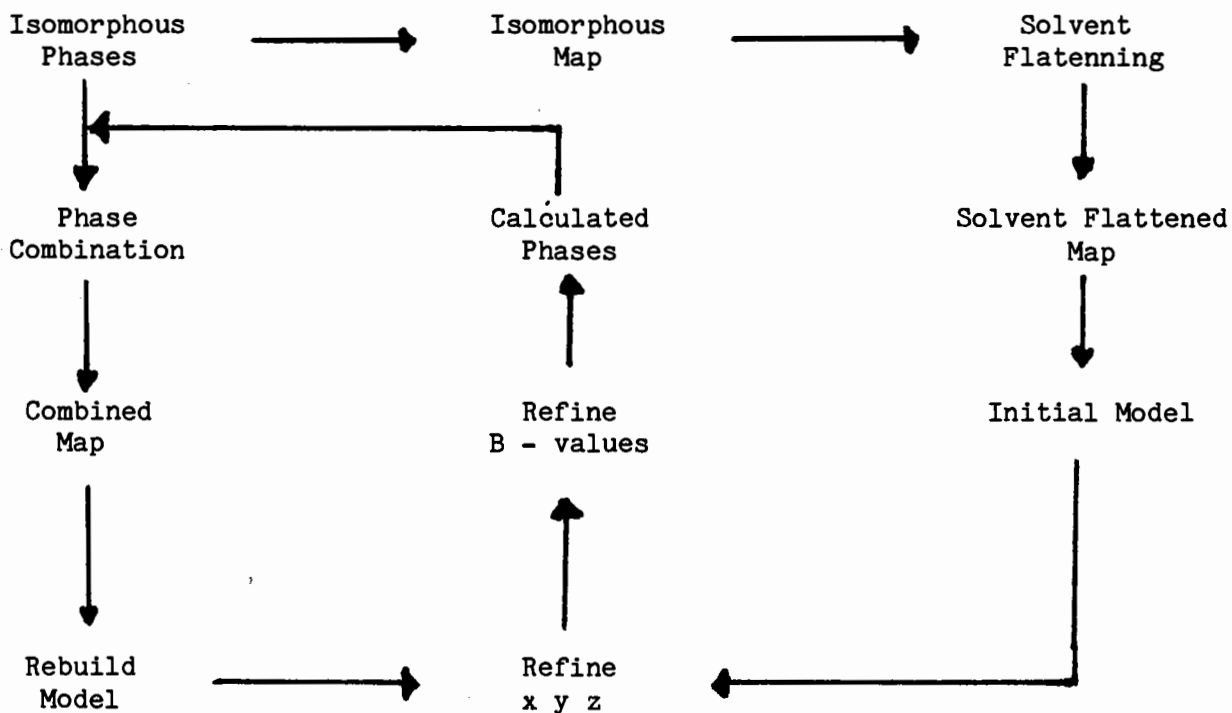 Isomorphous
Phases
Isomorphous
Map
Solvent
Flatenning
Phase
Combination
Calculated
Phases
Solvent Flattened
Map
Combined
Map
Refine
B - values
Initial Model
Rebuild
Model
Refine
x y z